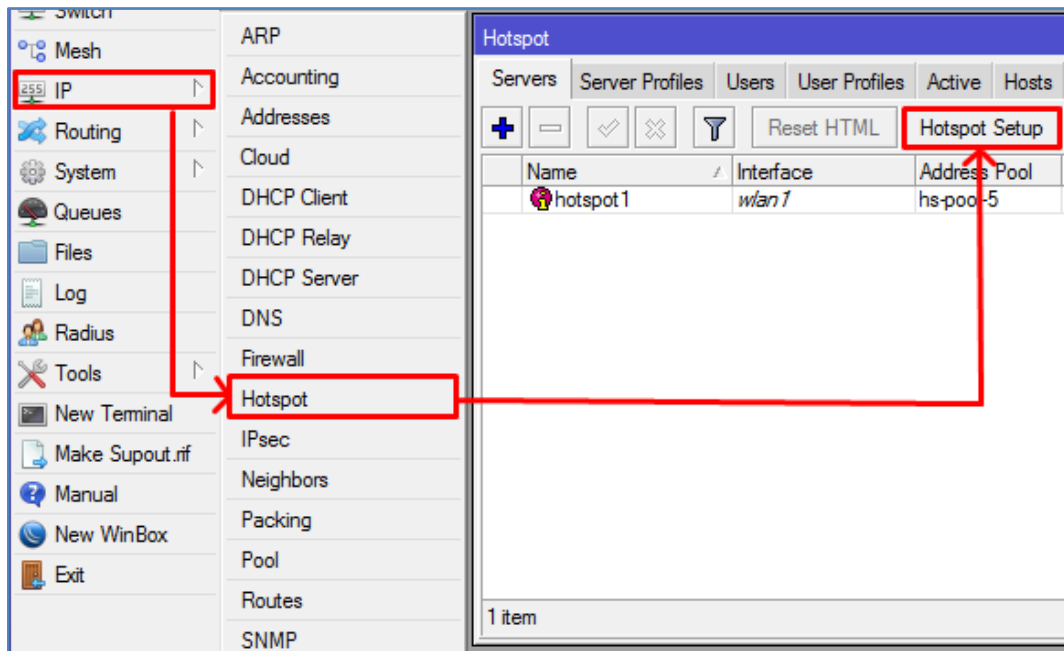 Switch
Mesh
255 IP
Routing
System
Queues
Files
Log
Radius
Tools
New Terminal
Make Supout.rif
Manual
New WinBox
Exit
ARP
Accounting
Addresses
Cloud
DHCP Client
DHCP Relay
DHCP Server
DNS
Firewall
Hotspot
IPsec
Neighbors
Packing
Pool
Routes
SNMP
Hotspot
Servers Server Profiles Users User Profiles Active Hosts
Reset HTML Hotspot Setup
Name Interface Address Pool
hotspot1 wlan1 hs-pool-5
1 item